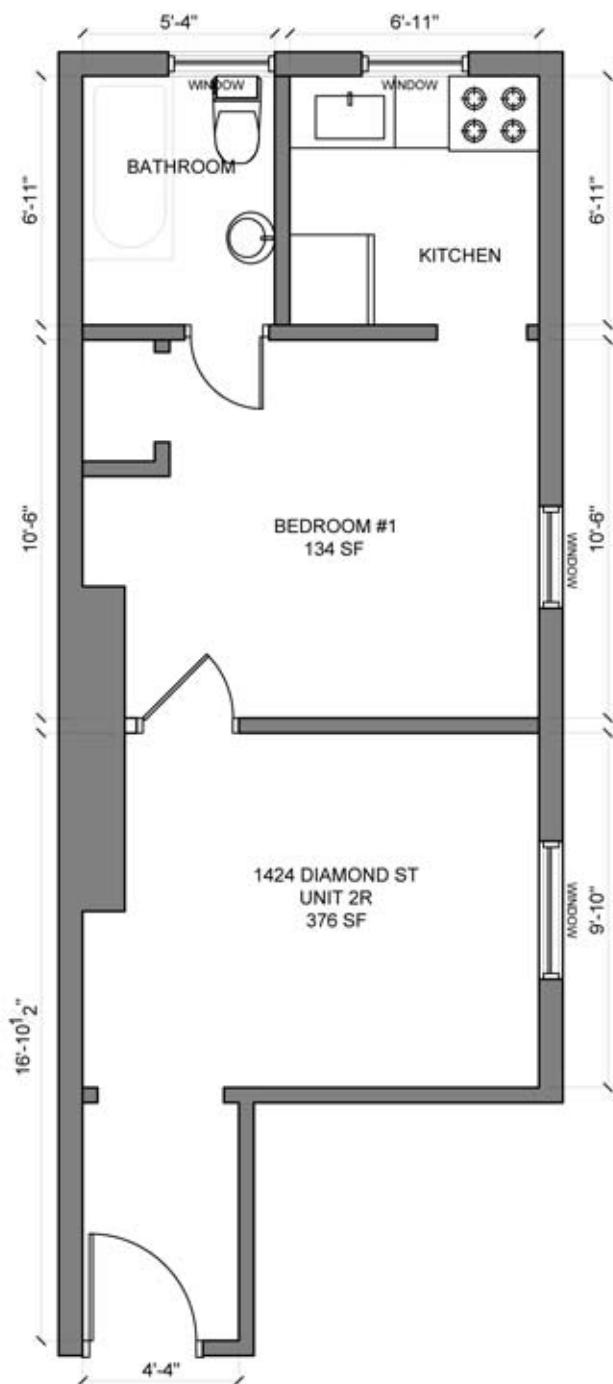 5'-4"
6'-11"
WINDOW
WINDOW
BATHROOM
6'-11"
6'-11"
KITCHEN
BEDROOM #1
134 SF
10'-6"
10'-6"
WINDOW
1424 DIAMOND ST
UNIT 2R
376 SF
WINDOW
9'-10"
16'-10 1/2"
4'-4"